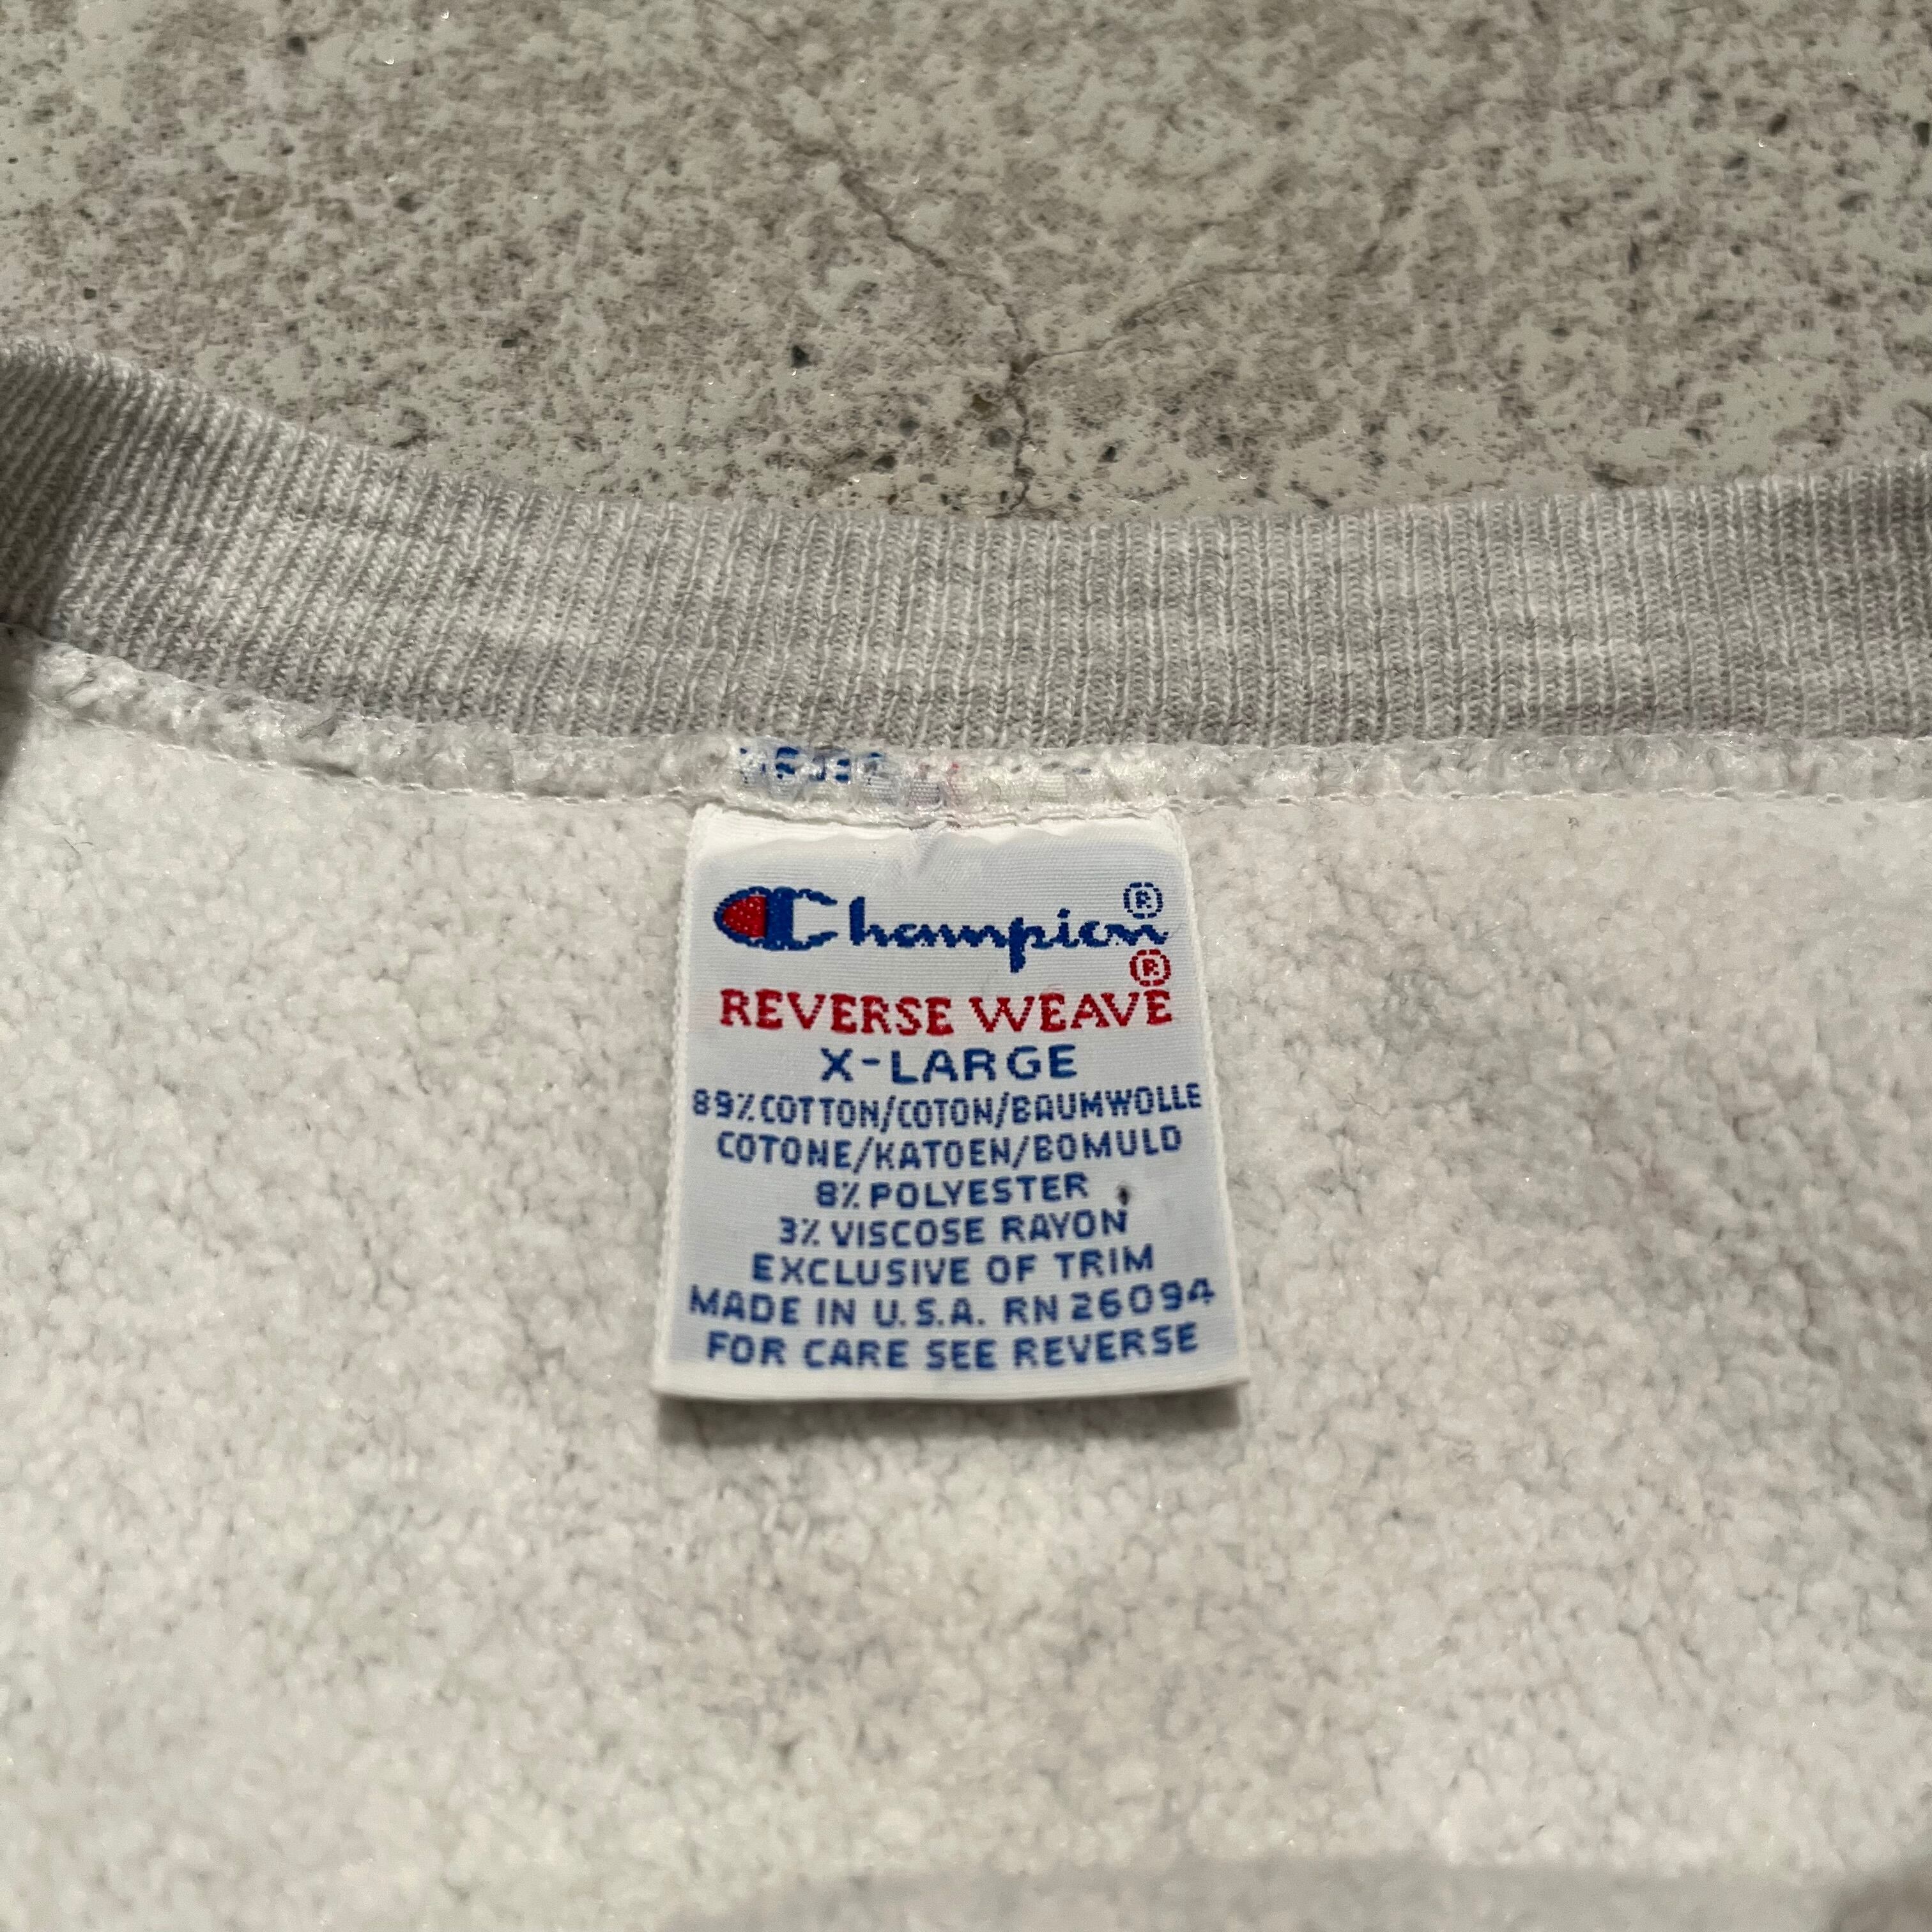 Champion®
®
REVERSE WEAVE
X-LARGE
89% COTTON/COTON/BAUMWOLLE
COTONE/KATOEN/BOMULD
8% POLYESTER
3% VISCOSE RAYON
EXCLUSIVE OF TRIM
MADE IN U.S.A. RN 26094
FOR CARE SEE REVERSE